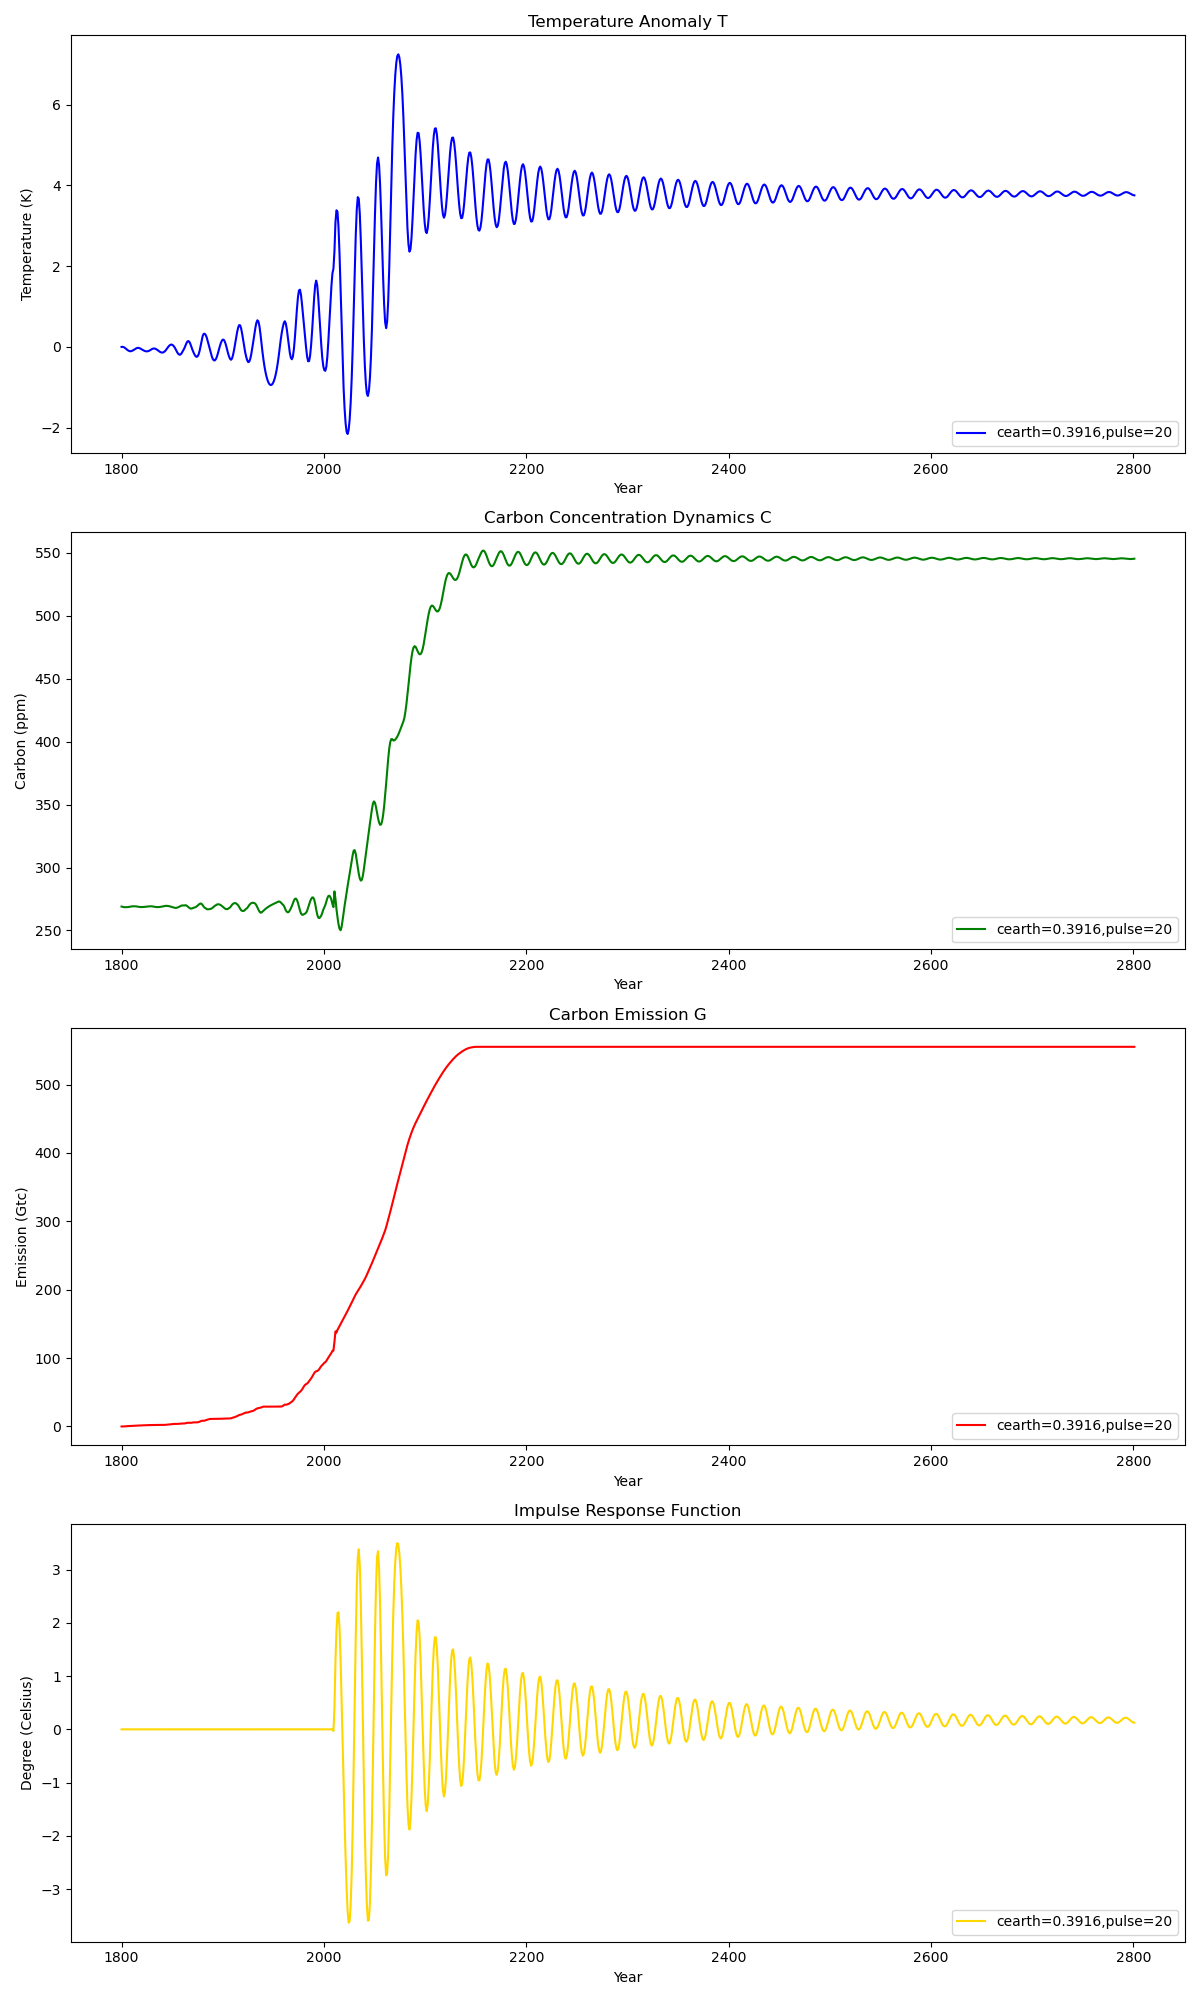 Temperature Anomaly T
Temperature (K)
6
4
2
0
−2
cearth=0.3916,pulse=20
1800 2000 2200 2400 2600 2800
Year
Carbon Concentration Dynamics C
Carbon (ppm)
550
500
450
400
350
300
250
cearth=0.3916,pulse=20
1800 2000 2200 2400 2600 2800
Year
Carbon Emission G
Emission (Gtc)
500
400
300
200
100
0
cearth=0.3916,pulse=20
1800 2000 2200 2400 2600 2800
Year
Impulse Response Function
Degree (Celsius)
3
2
1
0
−1
−2
−3
cearth=0.3916,pulse=20
1800 2000 2200 2400 2600 2800
Year